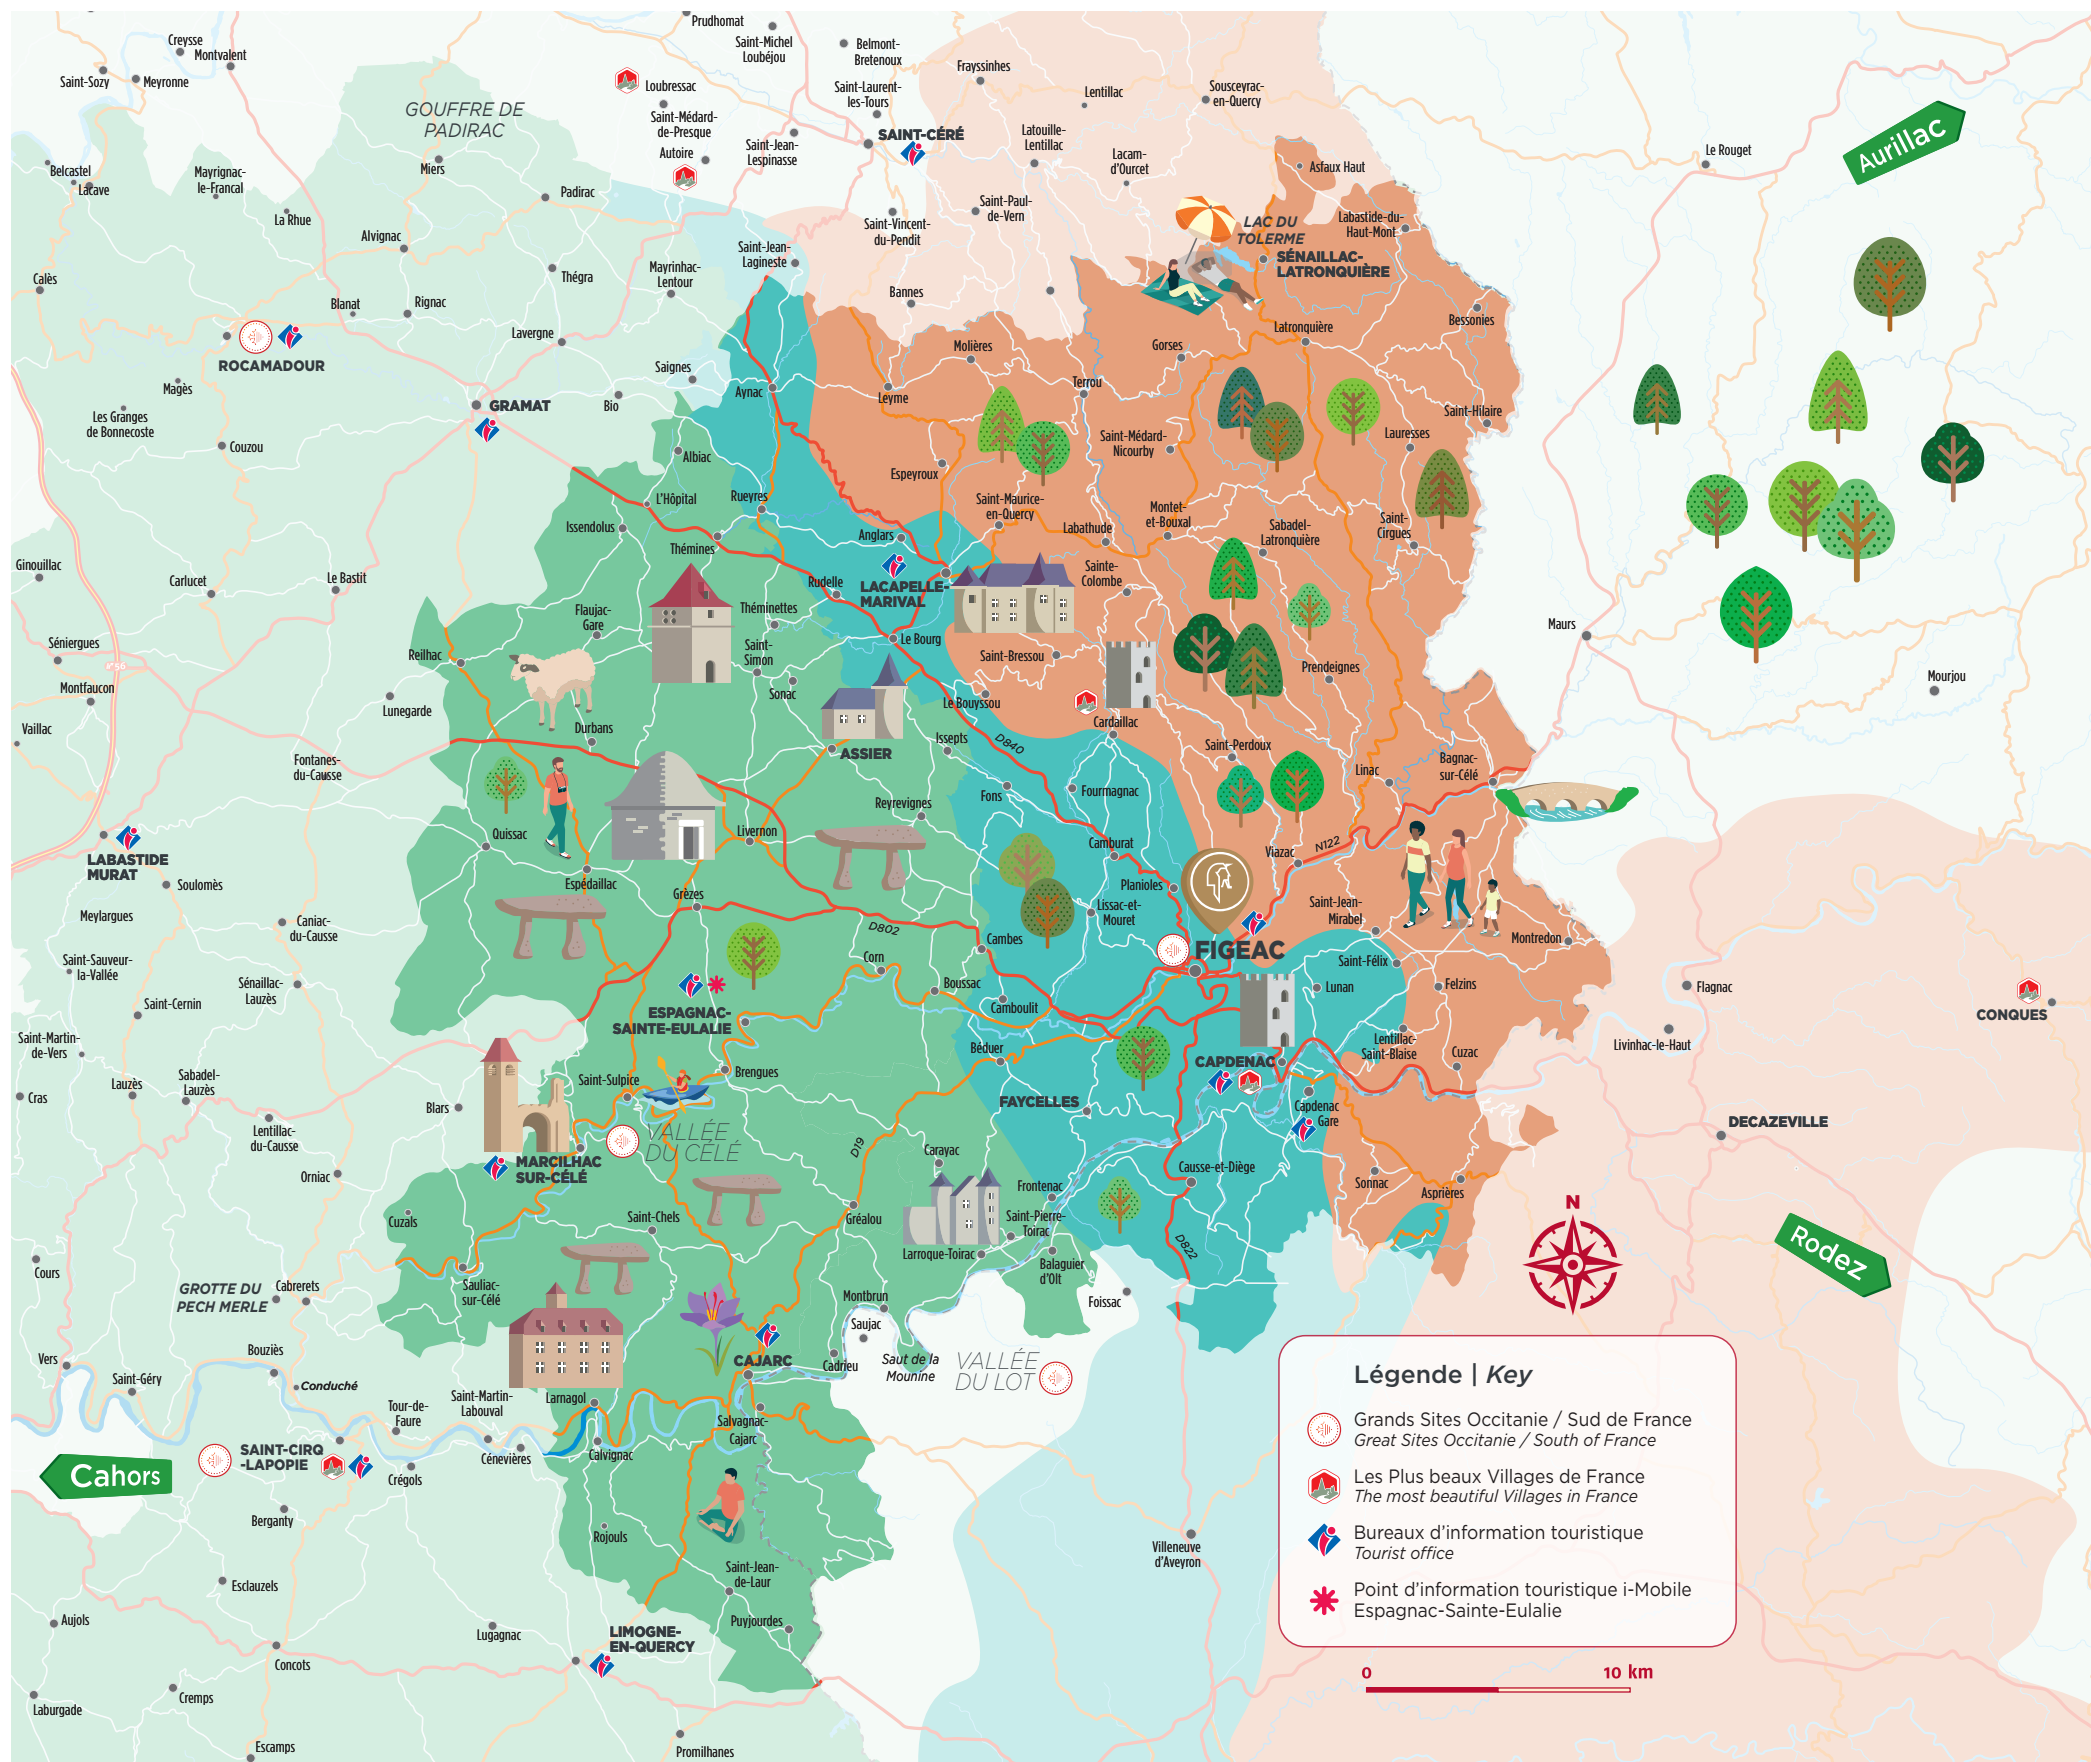 Prudhomat
Creysse
Montvalent
Saint-Michel
Loubéjou
Belmont-
Bretenoux
Saint-Sozy
Meyronne
Loubressac
Saint-Laurent-
les-Tours
Frayssinhes
Lentillac
Sousceyrac-
en-Quercy
GOUFFRE DE
PADIRAC
Saint-Médard-
de-Presque
Autoire
Saint-Jean-
Lespinasse
SAINT-CÉRÉ
Latouille-
Lentillac
Lacam-
d'Ourcet
Aurillac
Le Rouget
Asfaux Haut
Belcastel
Lacave
Mayrignac-
le-Francal
Miers
Padirac
La Rhue
Alvignac
Saint-Vincent-
du-Pendit
Saint-Paul-
de-Vern
LAC DU
TOLERME
Labastide-du-
Haut-Mont
SÉNAILLAC-
LATRONQUIÈRE
Calès
Saint-Jean-
Lagineste
Thégra
Mayrinhac-
Lentour
Blanat
Rignac
Bannes
Bessonies
Lavergne
Latronquière
ROCAMADOUR
Molières
Gorses
Saignes
Magès
Terrou
Aynac
Leyme
GRAMAT
Bio
Les Granges
de Bonnecoste
Couzou
Saint-Hilaire
Lauresses
Saint-Médard-
Nicourby
Albiac
Espeyroux
L'Hôpital
Rueyres
Saint-Maurice-
en-Quercy
Issendolus
Thémines
Anglars
Labathude
Montet-
et-Bouxal
Sabadel-
Latronquière
Saint-
Cirgues
Ginouillac
Carlucet
Le Bastit
Rudelle
LACAPELLE-
MARIVAL
Sainte-
Colombe
Flaujac-
Gare
Théminettes
Maurs
Séniergues
Le Bourg
Reilhac
Saint-
Simon
Saint-Bressou
Prendeignes
Sonac
Mourjou
Montfaucon
Lunegarde
Le Bouyssou
Cardaillac
Vaillac
Durbans
Issepts
D840
ASSIER
Saint-Perdoux
Fontanes-
du-Causse
Linac
Bagnac-
sur-Célé
Fons
Fourmagnac
Reyrevignes
Quissac
Livernon
Camburat
Viazac
N122
LABASTIDE
MURAT
Soulomès
Espédaillac
Planioles
Grèzes
Meylargues
Caniac-
du-Causse
D802
Lissac-et-
Mouret
Saint-Jean-
Mirabel
Cambes
Montredon
FIGEAC
Saint-Sauveur-
la-Vallée
Corn
Saint-Félix
Sénaillac-
Lauzès
Boussac
Lunan
Felzins
Flagnac
Saint-Cernin
Camboulit
ESPAGNAC-
SAINTE-EULALIE
CONQUES
Saint-Martin-
de-Vers
Béduer
Lentillac-
Saint-Blaise
Livinhac-le-Haut
Cuzac
CAPDENAC
Lauzès
Sabadel-
Lauzès
Saint-Sulpice
Brengues
Cras
Blars
FAYCELLES
Capdenac
Gare
DECAZEVILLE
Lentillac-
du-Causse
VALLÉE
DU CÉLÉ
D19
Carayac
MARCILHAC
SUR-CÉLÉ
Causse-et-Diège
Orniac
Frontenac
Sonnac
Asprières
N
Cuzals
Saint-Chels
Gréalou
Saint-Pierre-
Toirac
Rodez
Larroque-Toirac
D822
Cours
Balaguier
d'Olt
GROTTE DU
PECH MERLE
Cabrerets
Sauliac-
sur-Célé
Montbrun
Foissac
Saujac
Vers
Bouziès
CAJARC
Cadrieu
Saut de la
Mounine
VALLÉE
DU LOT
Saint-Géry
Conduché
Tour-de-
Faure
Saint-Martin-
Labouval
Larnagol
Salvagnac-
Cajarc
SAINT-CIRQ
-LAPOPIE
Cénevières
Calvignac
Cahors
Crégols
Berganty
Rojouls
Villeneuve
d'Aveyron
Saint-Jean-
de-Laur
Esclauzels
Aujols
Puyjourdes
Lugagnac
LIMOGNE-
EN-QUERCY
Concots
Cremps
Laburgade
Escamps
Promilhanes
Légende | Key
Grands Sites Occitanie / Sud de France
Great Sites Occitanie / South of France
Les Plus beaux Villages de France
The most beautiful Villages in France
Bureaux d'information touristique
Tourist office
Point d'information touristique i-Mobile
Espagnac-Sainte-Eulalie
0 10 km